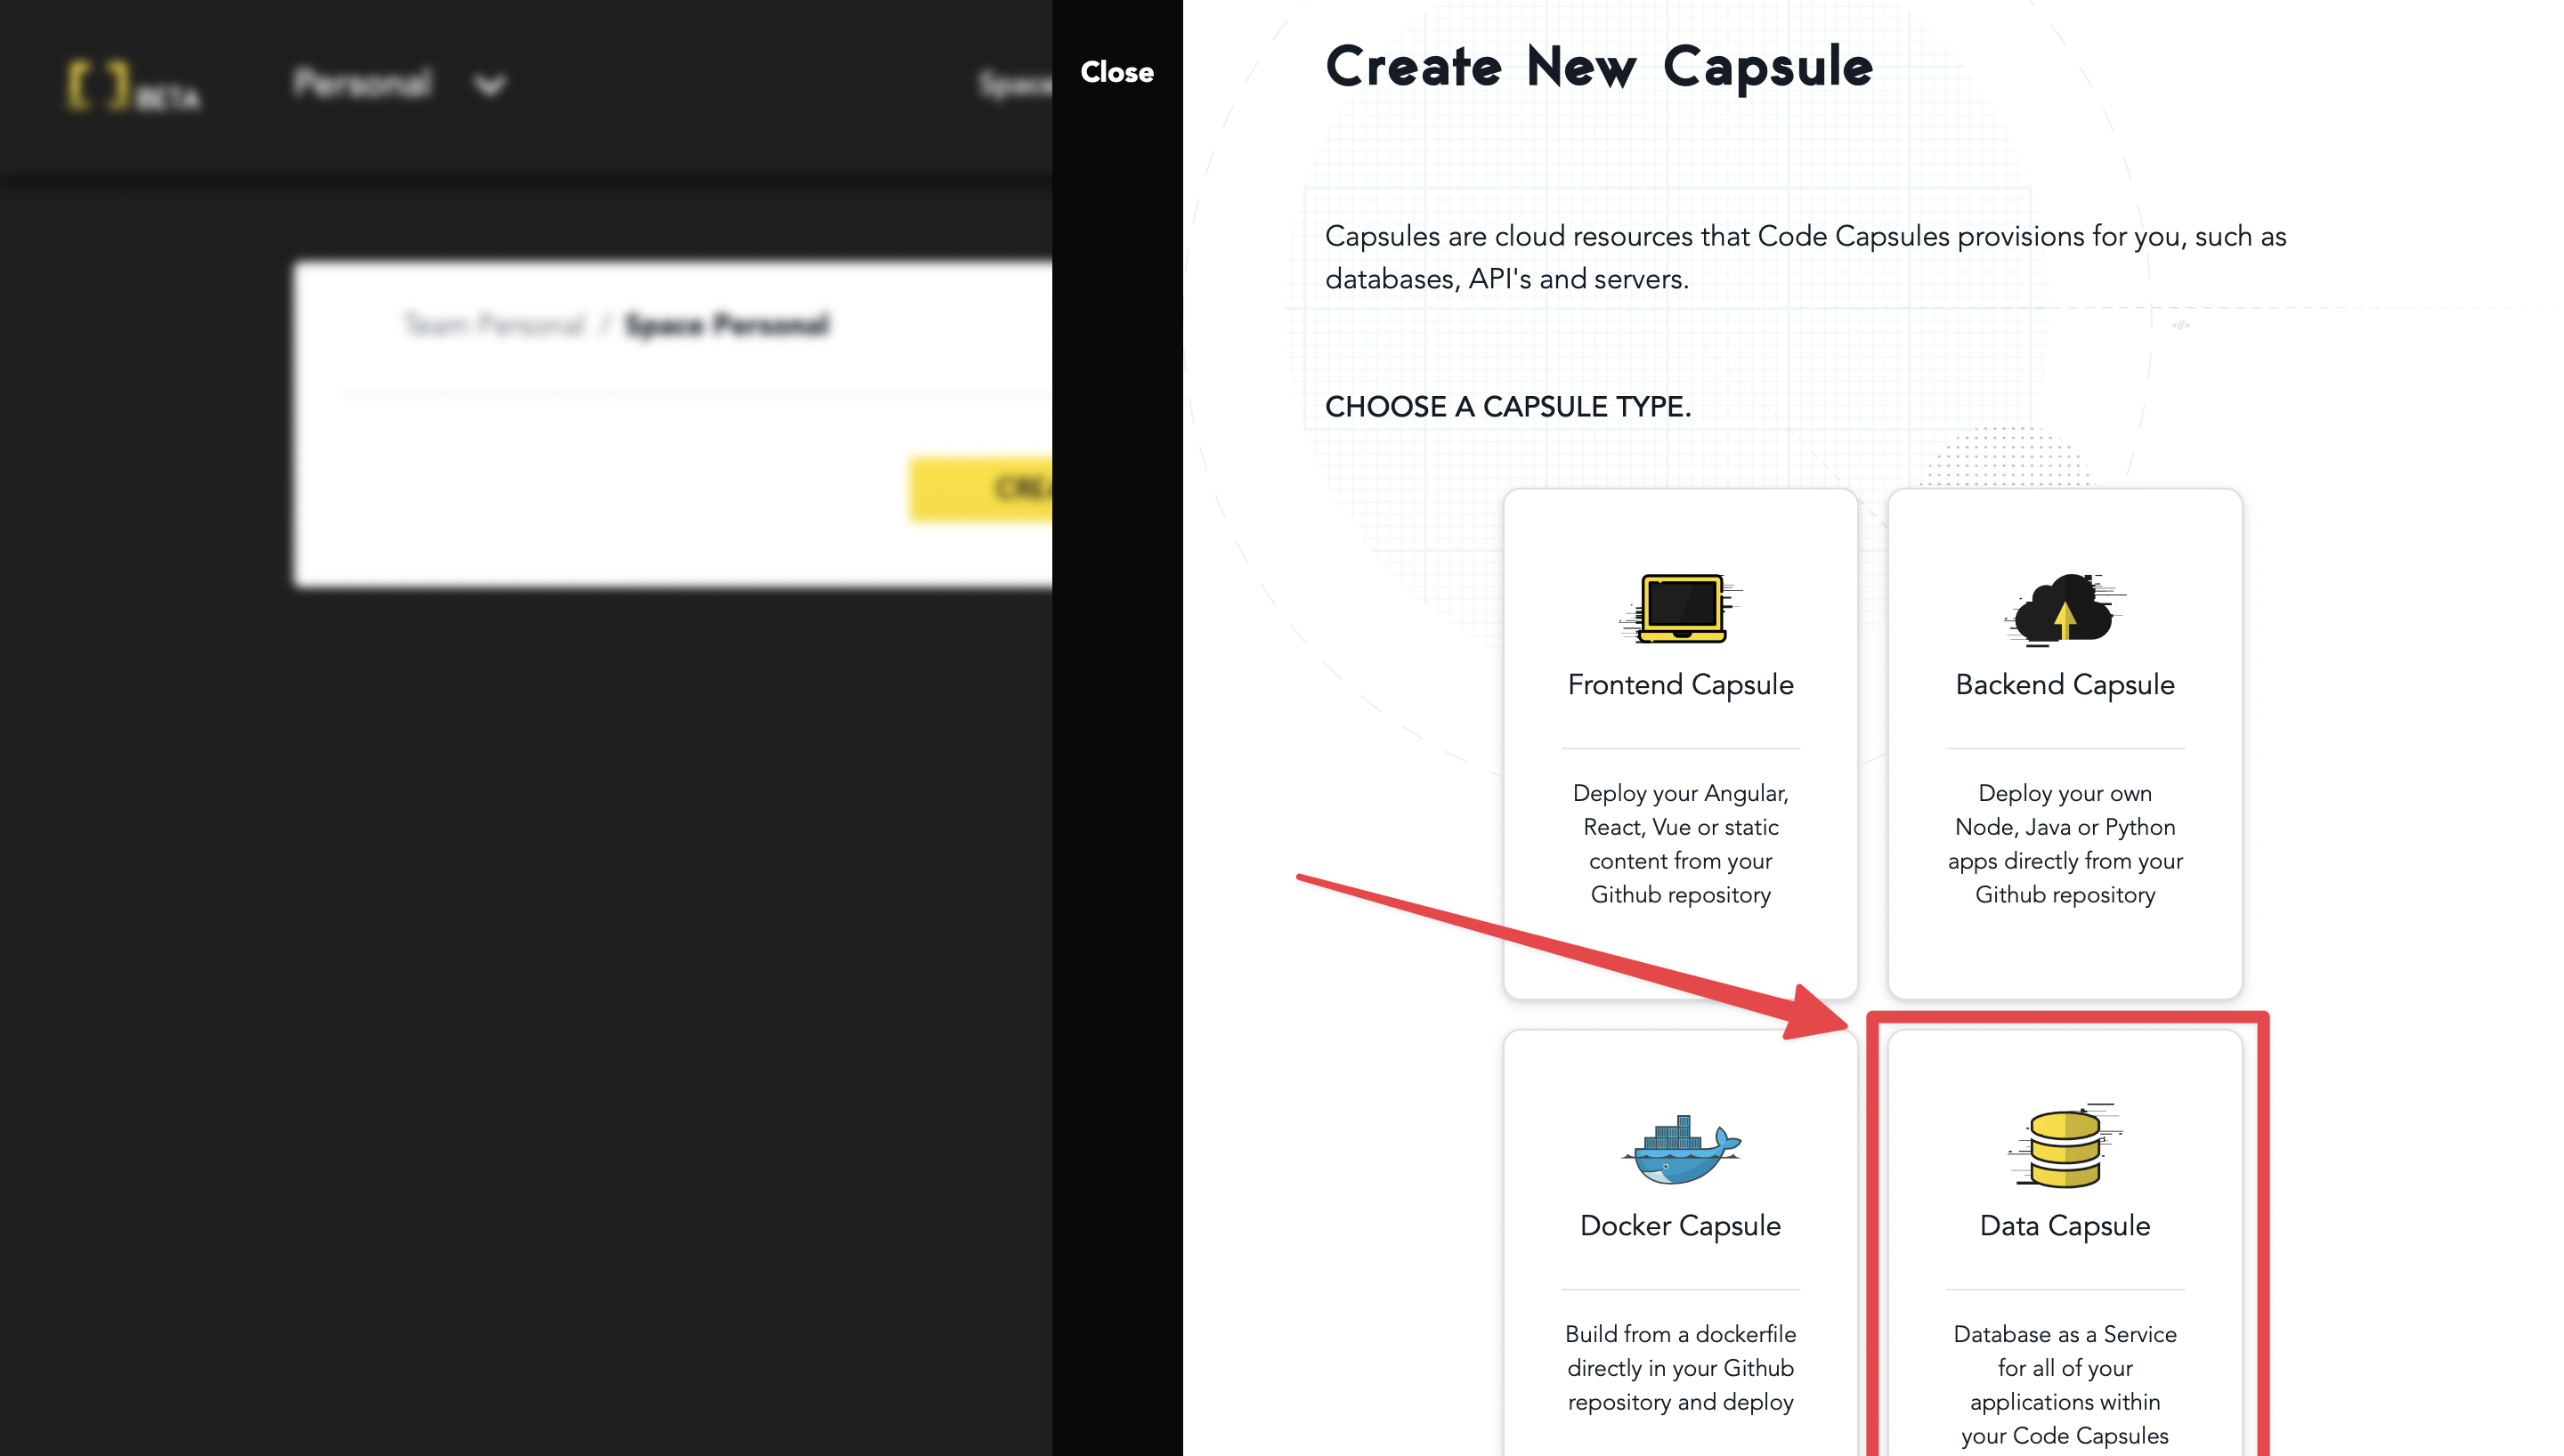 [ ] BETA
Personal
Space
Team Personal / Space Personal
Close
Create New Capsule
Capsules are cloud resources that Code Capsules provisions for you, such as
databases, API's and servers.
</>
CHOOSE A CAPSULE TYPE.
Frontend Capsule
Deploy your Angular,
React, Vue or static
content from your
Github repository
Backend Capsule
Deploy your own
Node, Java or Python
apps directly from your
Github repository
Docker Capsule
Build from a dockerfile
directly in your Github
repository and deploy
Data Capsule
Database as a Service
for all of your
applications within
your Code Capsules